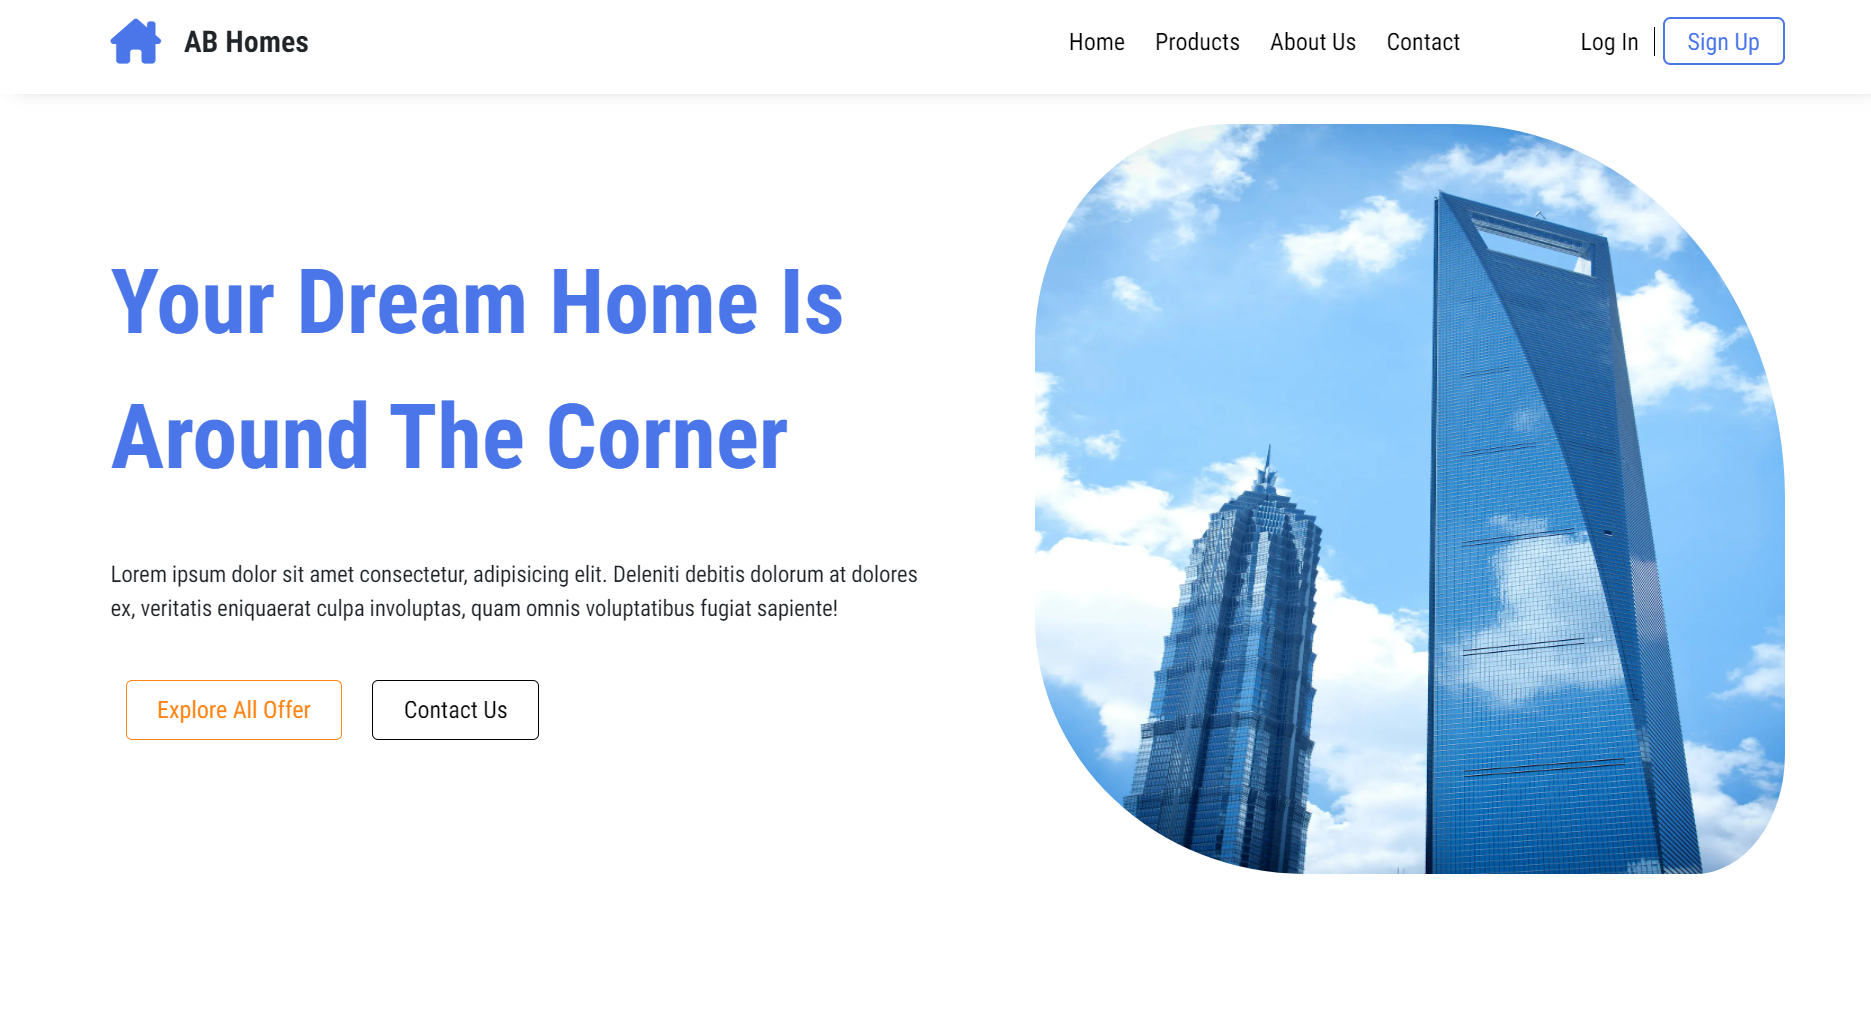 AB Homes
Home Products About Us Contact
Log In
Sign Up
Your Dream Home Is
Around The Corner
Lorem ipsum dolor sit amet consectetur, adipisicing elit. Deleniti debitis dolorum at dolores
ex, veritatis eniquaerat culpa involuptas, quam omnis voluptatibus fugiat sapiente!
Explore All Offer
Contact Us